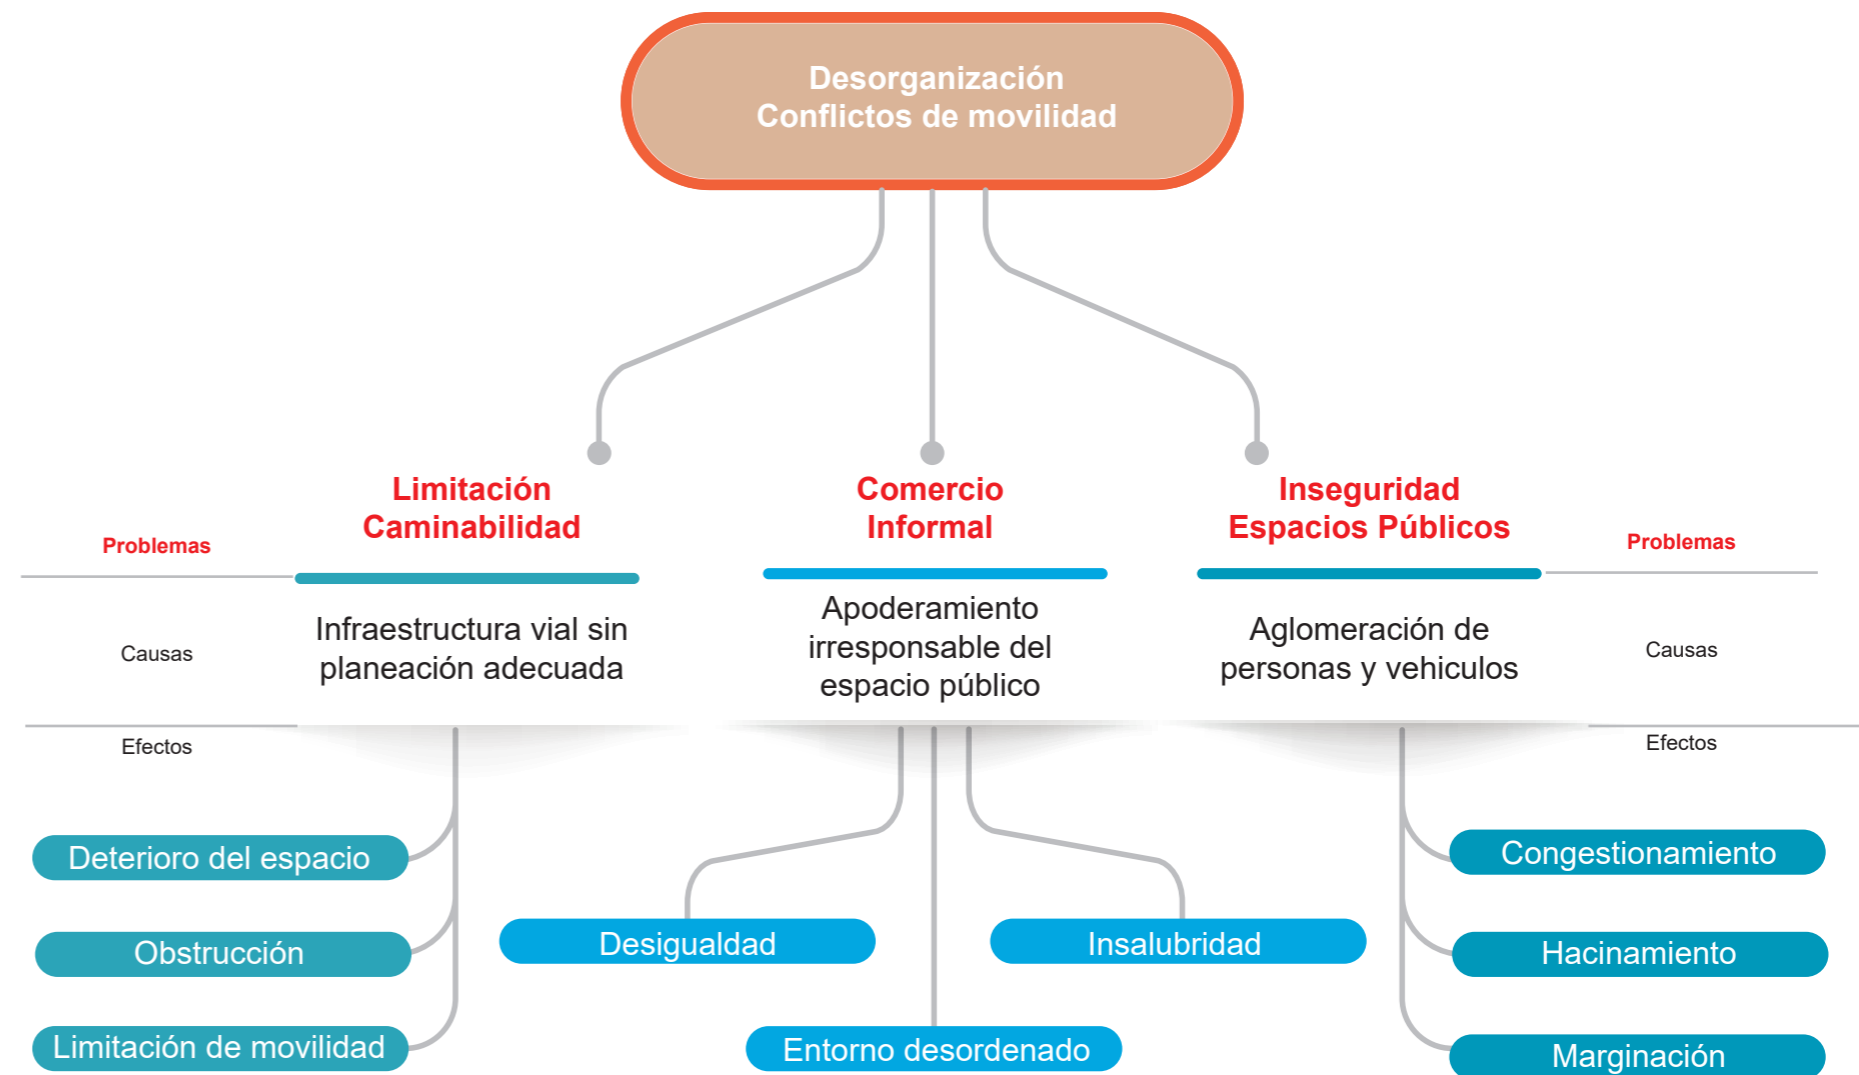 Desorganización
Conflictos de movilidad
Limitación
Caminabilidad
Comercio
Informal
Inseguridad
Espacios Públicos
Problemas
Problemas
Causas
Infraestructura vial sin
planeación adecuada
Apoderamiento
irresponsable del
espacio público
Aglomeración de
personas y vehiculos
Causas
Efectos
Efectos
Deterioro del espacio
Obstrucción
Limitación de movilidad
Desigualdad
Insalubridad
Entorno desordenado
Congestionamiento
Hacinamiento
Marginación